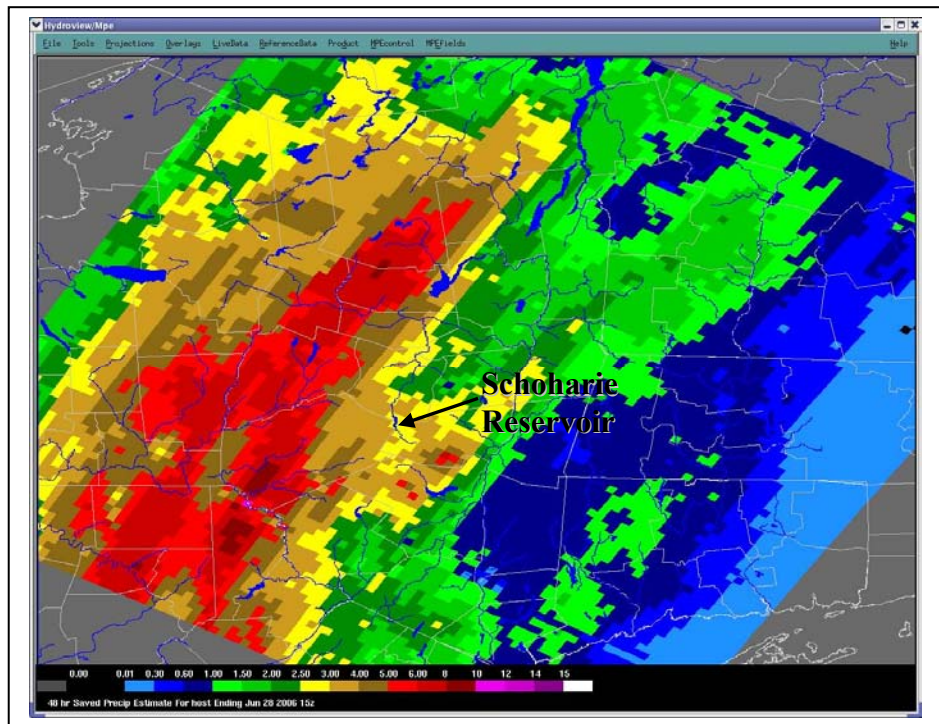 Hydroview/Mpe
File Tools Projections Overlays LiveData ReferenceData Product MPEcontrol MPEFields Help
Schoharie
Reservoir
0.00 0.01 0.30 0.60 1.00 1.50 2.00 2.50 3.00 4.00 5.00 6.00 8 10 12 14 15
48 hr Saved Precip Estimate For host Ending Jun 28 2006 15z